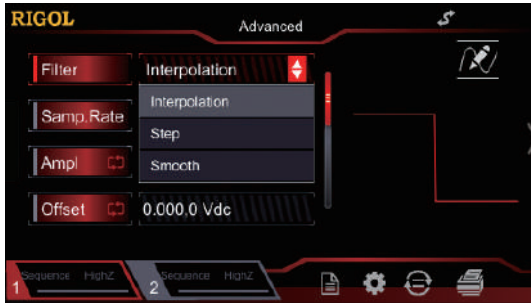 RIGOL
Advanced
Filter
Interpolation
Interpolation
Samp.Rate
Step
Ampl
Smooth
Offset
0.000,0 Vdc
1
Sequence HighZ
2
Sequence HighZ